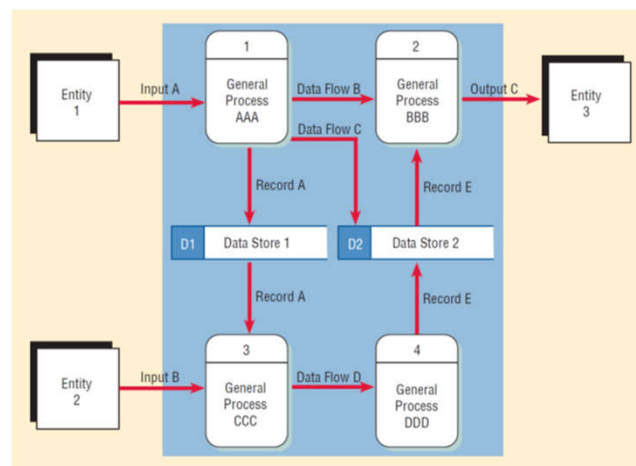 1
2
Entity
1
Input A
General
Process
AAA
Data Flow B
General
Process
BBB
Output C
Entity
3
Data Flow C
Record A
Record E
D1
Data Store 1
D2
Data Store 2
Record A
Record E
3
4
Entity
2
Input B
General
Process
CCC
Data Flow D
General
Process
DDD